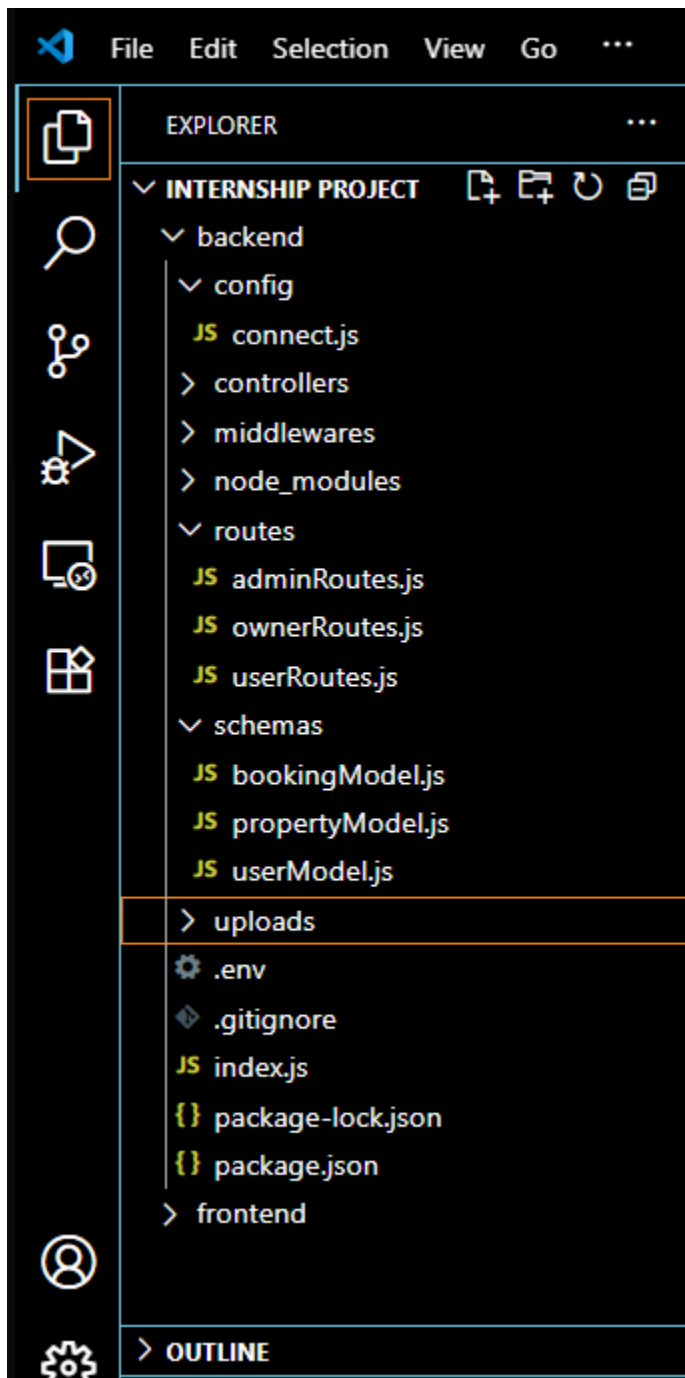 File Edit Selection View Go ...
EXPLORER ...
INTERNSHIP PROJECT
backend
config
JS connect.js
controllers
middlewares
node_modules
routes
JS adminRoutes.js
JS ownerRoutes.js
JS userRoutes.js
schemas
JS bookingModel.js
JS propertyModel.js
JS userModel.js
uploads
.env
.gitignore
JS index.js
{} package-lock.json
{} package.json
frontend
OUTLINE